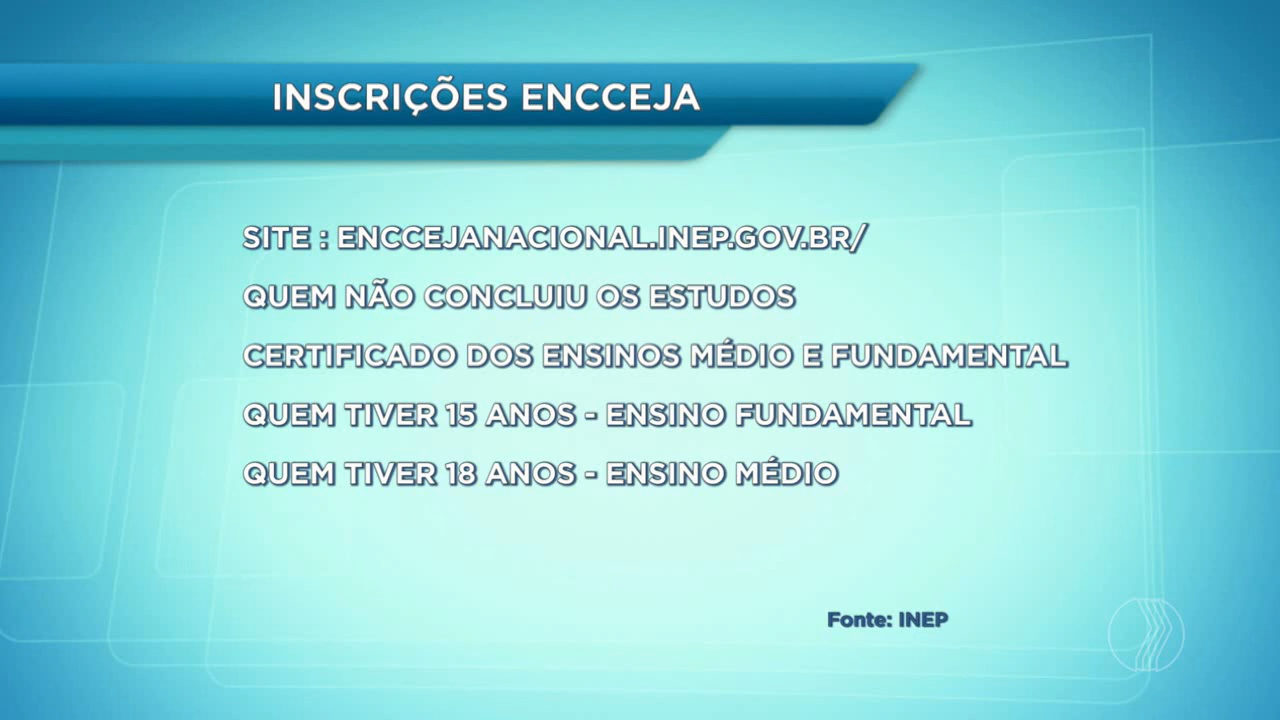 INSCRIÇÕES ENCCEJA
SITE : ENCCEJANACIONAL.INEP.GOV.BR/
QUEM NÃO CONCLUIU OS ESTUDOS
CERTIFICADO DOS ENSINOS MÉDIO E FUNDAMENTAL
QUEM TIVER 15 ANOS - ENSINO FUNDAMENTAL
QUEM TIVER 18 ANOS - ENSINO MÉDIO
Fonte: INEP